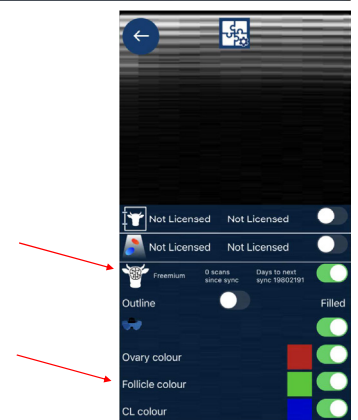 Not Licensed Not Licensed
Not Licensed Not Licensed
Freemium 0 scans since sync Days to next sync 19802191
Outline Filled
Ovary colour
Follicle colour
CL colour